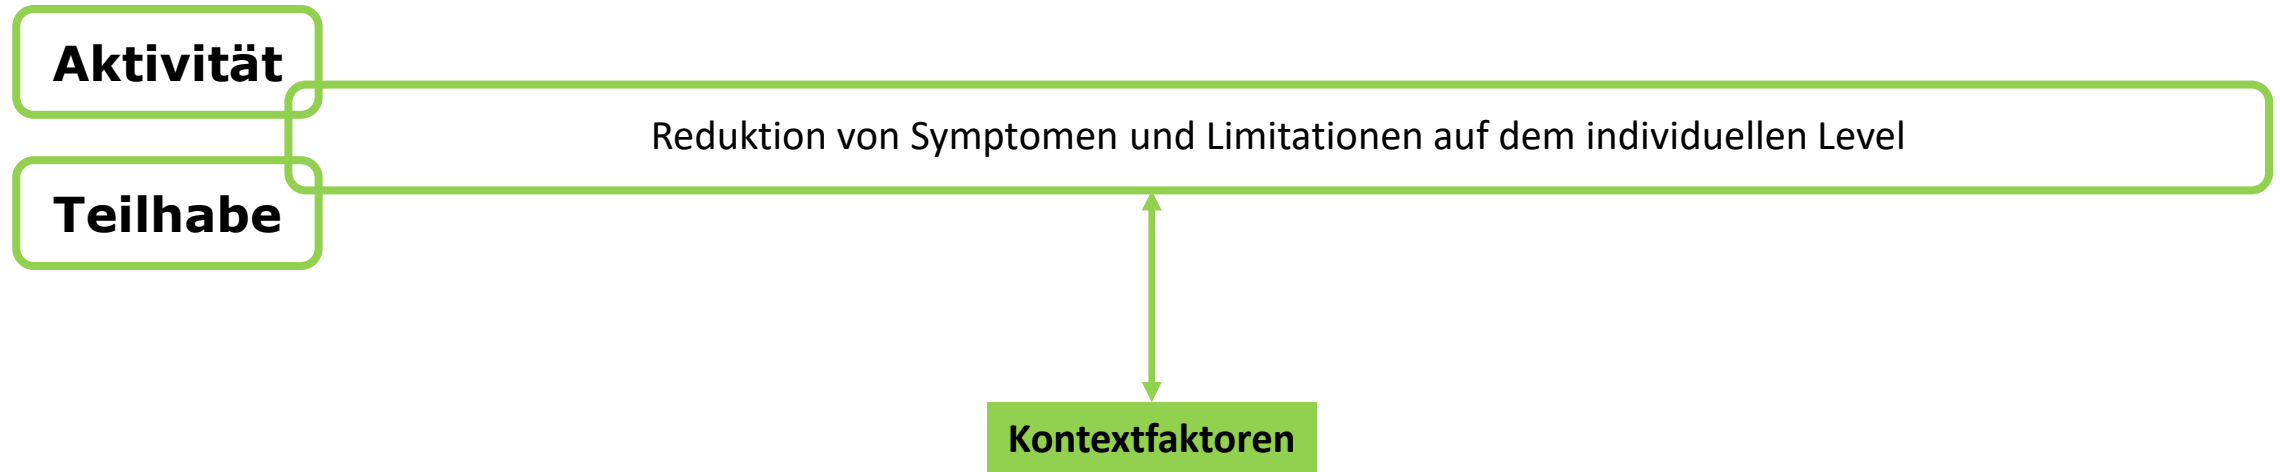 Aktivität
Reduktion von Symptomen und Limitationen auf dem individuellen Level
Teilhabe
Kontextfaktoren